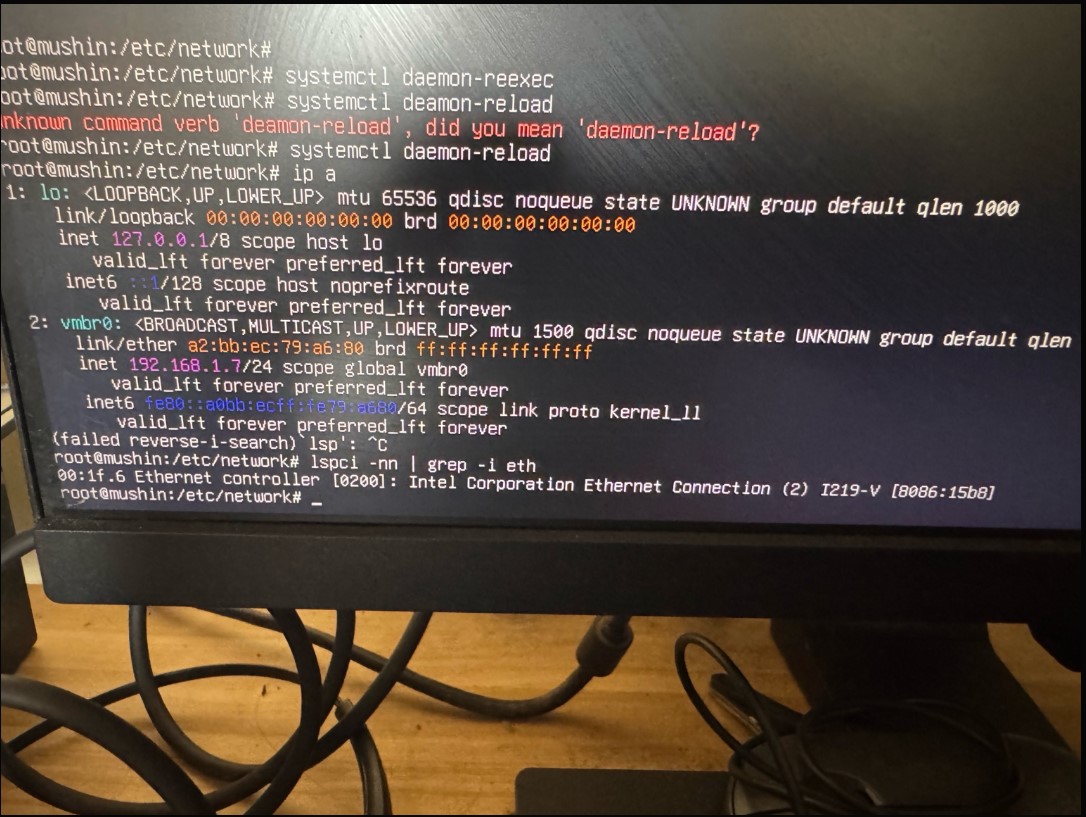 oot@mushin:/etc/network#
oot@mushin:/etc/network# systemctl daemon-reexec
oot@mushin:/etc/network# systemctl deamon-reload
nknown command verb 'deamon-reload', did you mean 'daemon-reload'?
root@mushin:/etc/network# systemctl daemon-reload
root@mushin:/etc/network# ip a
1: lo: <LOOPBACK,UP,LOWER_UP> mtu 65536 qdisc noqueue state UNKNOWN group default qlen 1000
link/loopback 00:00:00:00:00:00 brd 00:00:00:00:00:00
inet 127.0.0.1/8 scope host lo
valid_lft forever preferred_lft forever
inet6 ::1/128 scope host noprefixroute
valid_lft forever preferred_lft forever
2: vmbr0: <BROADCAST,MULTICAST,UP,LOWER_UP> mtu 1500 qdisc noqueue state UNKNOWN group default qlen
link/ether a2:bb:ec:79:a6:80 brd ff:ff:ff:ff:ff:ff
inet 192.168.1.7/24 scope global vmbr0
valid_lft forever preferred_lft forever
inet6 fe80::a0bb:ecff:fe79:a680/64 scope link proto kernel_ll
valid_lft forever preferred_lft forever
(failed reverse-i-search)`lsp': ^C
root@mushin:/etc/network# lspci -nn | grep -i eth
00:1f.6 Ethernet controller [0200]: Intel Corporation Ethernet Connection (2) I219-V [8086:15b8]
root@mushin:/etc/network# _